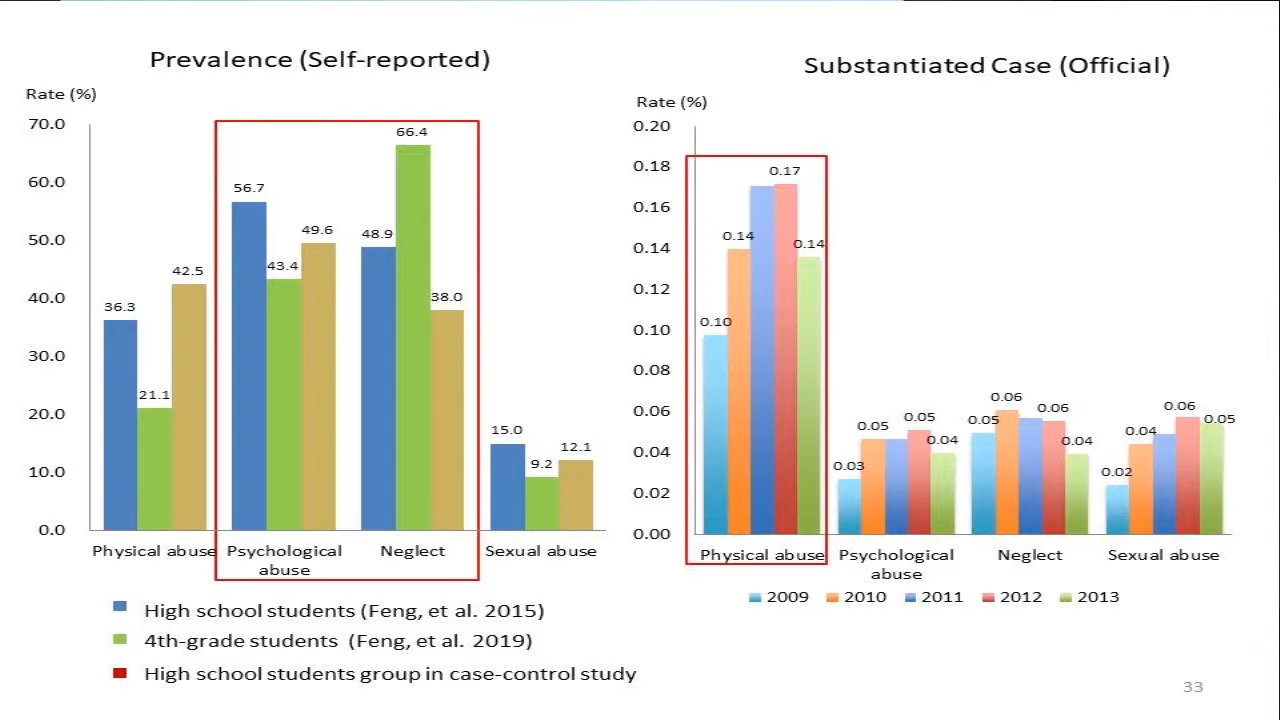 Prevalence (Self-reported)
Rate (%)
70.0
60.0
50.0
40.0
30.0
20.0
10.0
0.0
36.3
21.1
42.5
56.7
43.4
49.6
48.9
66.4
38.0
15.0
9.2
12.1
Physical abuse
Psychological
abuse
Neglect
Sexual abuse
High school students (Feng, et al. 2015)
4th-grade students (Feng, et al. 2019)
High school students group in case-control study
Substantiated Case (Official)
Rate (%)
0.20
0.18
0.16
0.14
0.12
0.10
0.08
0.06
0.04
0.02
0.00
0.10
0.14
0.17
0.14
0.03
0.05
0.05
0.04
0.05
0.06
0.06
0.04
0.02
0.04
0.06
0.05
Physical abuse
Psychological
abuse
Neglect
Sexual abuse
2009 2010 2011 2012 2013
33